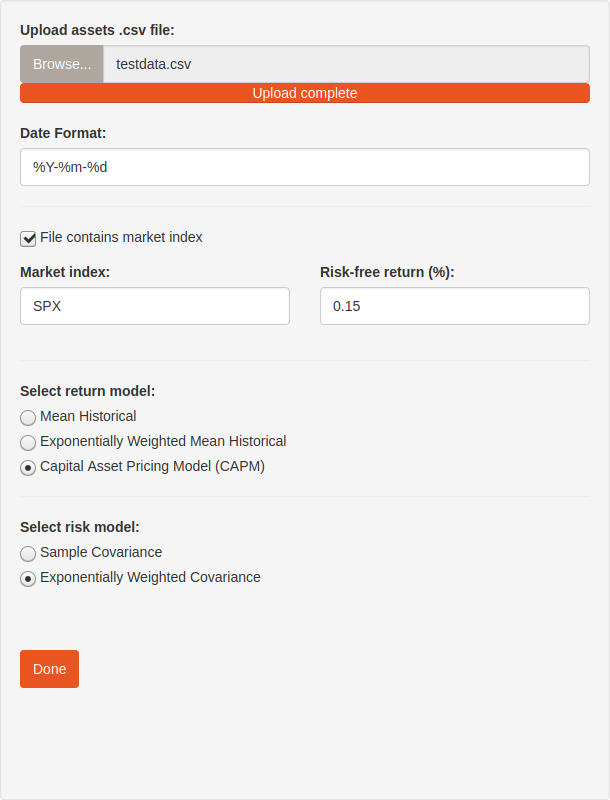 Upload assets .csv file:
Browse... testdata.csv
Upload complete
Date Format:
%Y-%m-%d
File contains market index
Market index: Risk-free return (%):
SPX 0.15
Select return model:
Mean Historical
Exponentially Weighted Mean Historical
Capital Asset Pricing Model (CAPM)
Select risk model:
Sample Covariance
Exponentially Weighted Covariance
Done